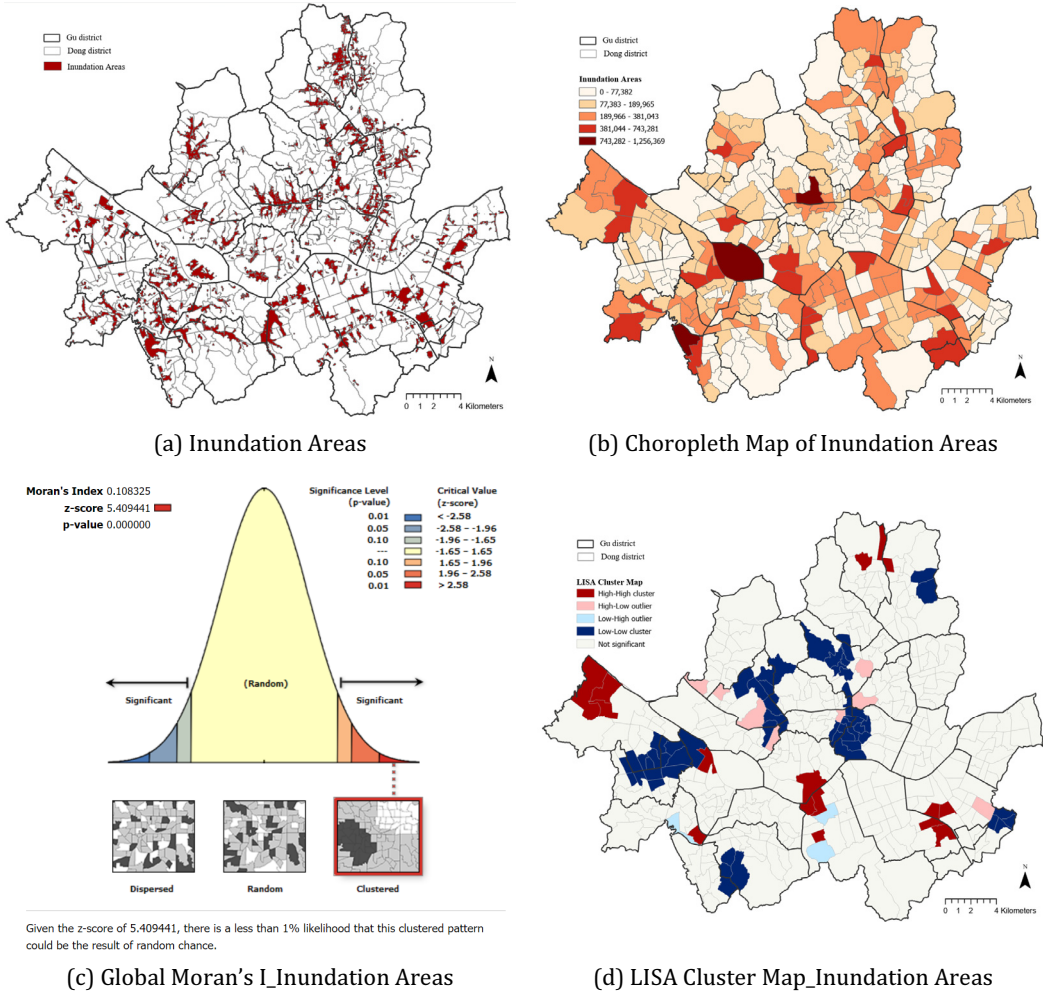 Gu district
Dong district
Inundation Areas
N
0 1 2 4 Kilometers
(a) Inundation Areas
Gu district
Dong district
Inundation Areas
0 - 77,382
77,383 - 189,965
189,966 - 381,043
381,044 - 743,281
743,282 - 1,256,369
N
0 1 2 4 Kilometers
(b) Choropleth Map of Inundation Areas
Moran's Index 0.108325
z-score 5.409441
p-value 0.000000
Significance Level
(p-value)
Critical Value
(z-score)
0.01 < -2.58
0.05 -2.58 – -1.96
0.10 -1.96 – -1.65
--- -1.65 – 1.65
0.10 1.65 – 1.96
0.05 1.96 – 2.58
0.01 > 2.58
Significant
(Random)
Significant
Dispersed
Random
Clustered
Given the z-score of 5.409441, there is a less than 1% likelihood that this clustered pattern
could be the result of random chance.
(c) Global Moran’s I_Inundation Areas
Gu district
Dong district
LISA Cluster Map
High-High cluster
High-Low outlier
Low-High outlier
Low-Low cluster
Not significant
N
0 1 2 4 Kilometers
(d) LISA Cluster Map_Inundation Areas